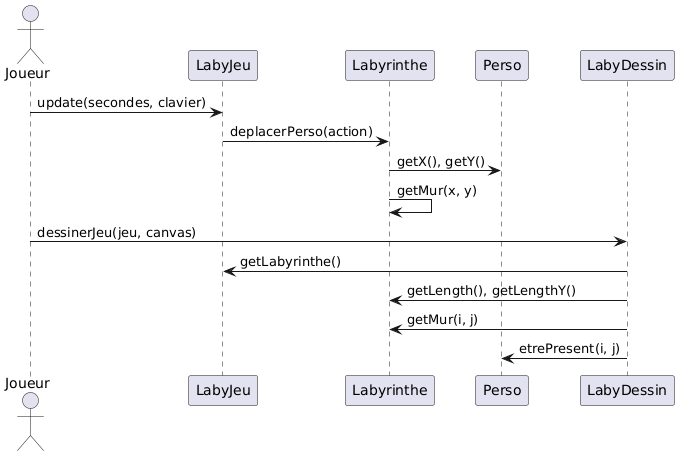 Joueur
LabyJeu
Labyrinthe
Perso
LabyDessin
update(secondes, clavier)
deplacerPerso(action)
getX(), getY()
getMur(x, y)
dessinerJeu(jeu, canvas)
getLabyrinthe()
getLength(), getLengthY()
getMur(i, j)
etrePresent(i, j)
Joueur
LabyJeu
Labyrinthe
Perso
LabyDessin